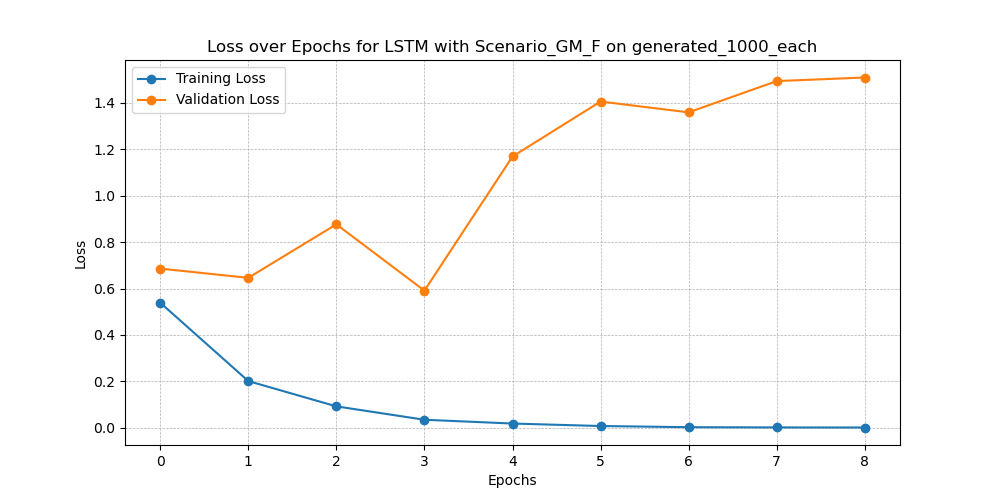 Loss over Epochs for LSTM with Scenario_GM_F on generated_1000_each
Training Loss
Validation Loss
1.4
1.2
1.0
0.8
0.6
0.4
0.2
0.0
Loss
0 1 2 3 4 5 6 7 8
Epochs